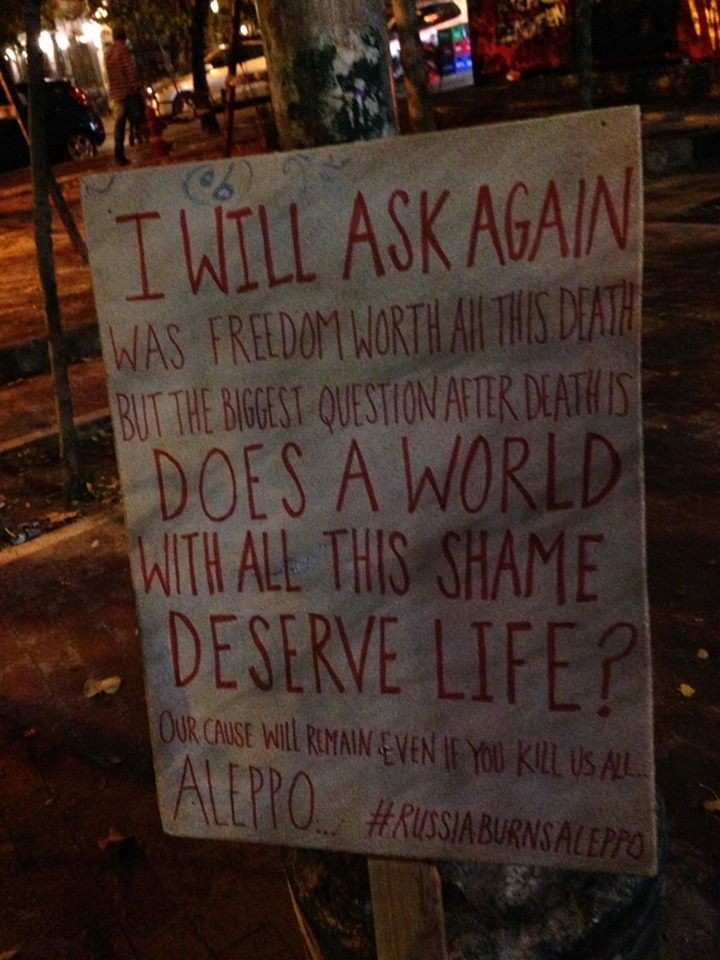 I WILL ASK AGAIN
WAS FREEDOM WORTH All THIS DEATH
BUT THE BIGGEST QUESTION AFTER DEATH IS
DOES A WORLD
WITH ALL THIS SHAME
DESERVE LIFE?
OUR CAUSE WILL REMAIN EVEN IF YOU KILL US ALL..
ALEPPO... #RUSSIABURNSALEPPO